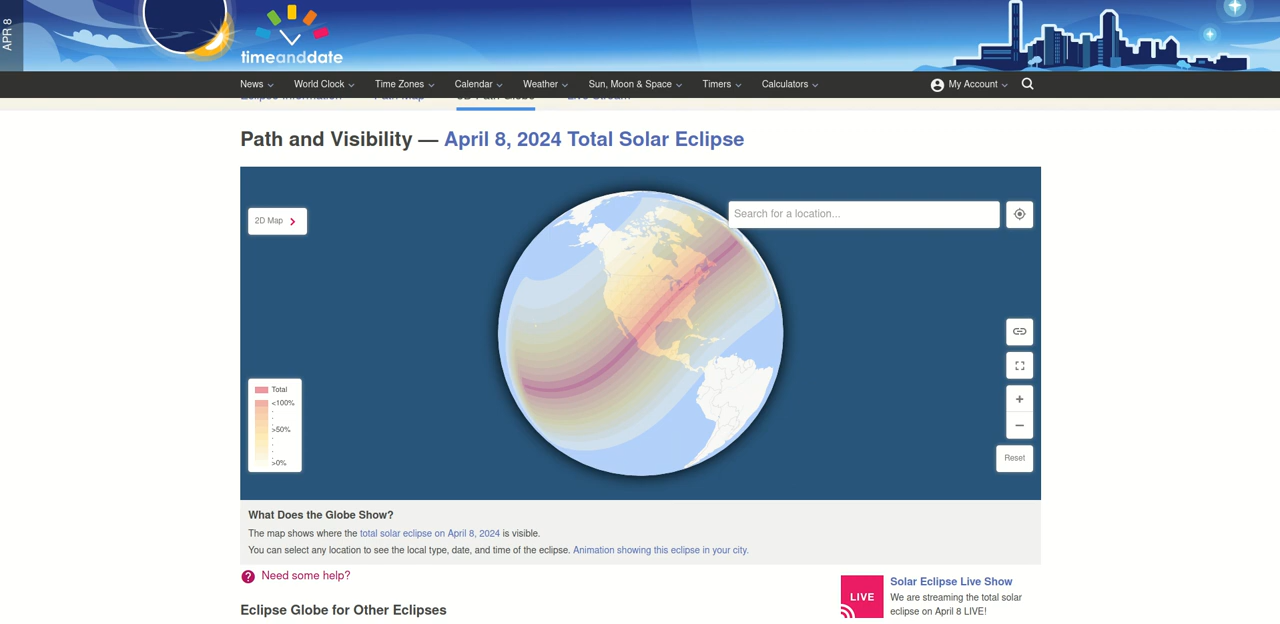 APR 8
timeanddate
News
World Clock
Time Zones
Calendar
Weather
Sun, Moon & Space
Timers
Calculators
My Account
Path and Visibility — April 8, 2024 Total Solar Eclipse
2D Map
Search for a location...
Total
<100%
>50%
>0%
+
−
Reset
What Does the Globe Show?
The map shows where the total solar eclipse on April 8, 2024 is visible.
You can select any location to see the local type, date, and time of the eclipse. Animation showing this eclipse in your city.
? Need some help?
Eclipse Globe for Other Eclipses
LIVE
Solar Eclipse Live Show
We are streaming the total solar
eclipse on April 8 LIVE!